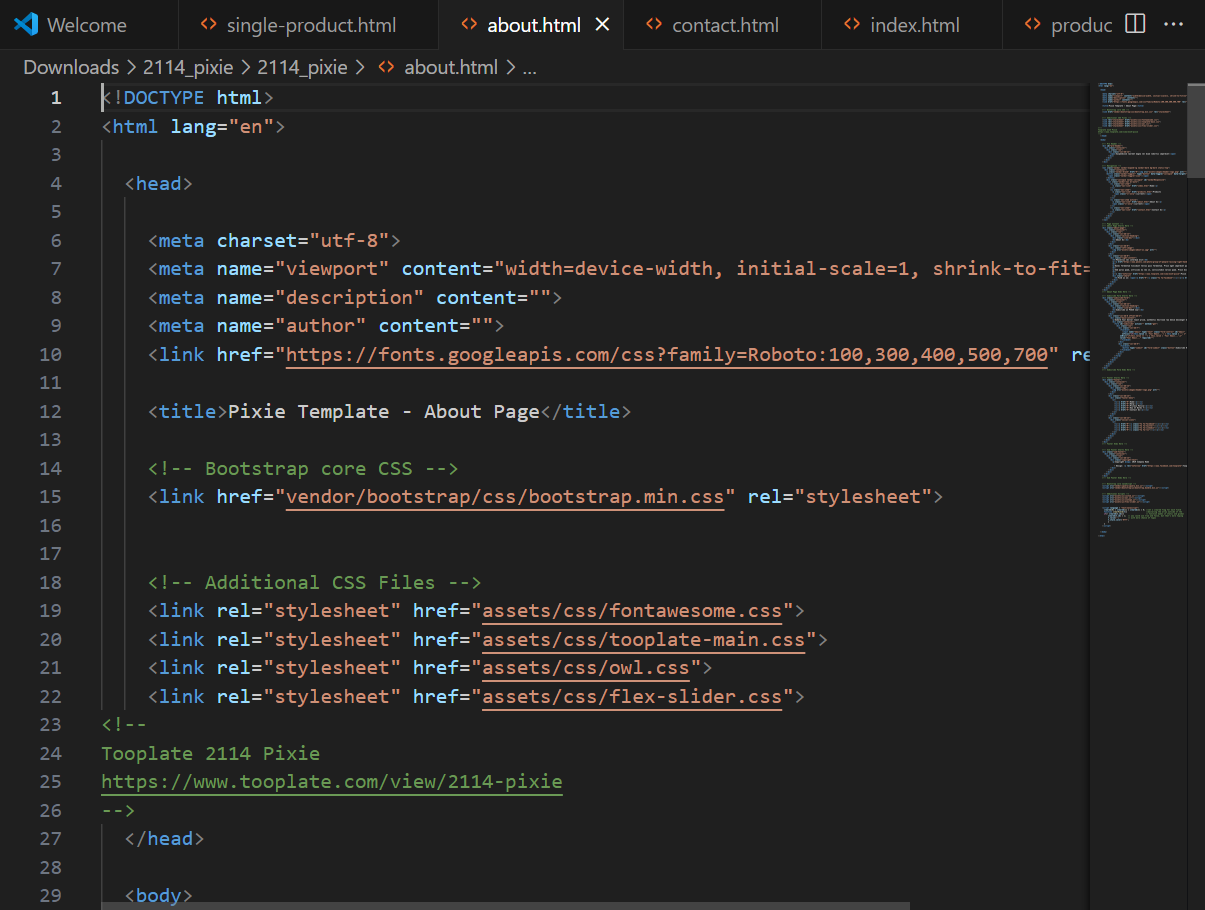 Welcome
single-product.html
about.html
contact.html
index.html
produc
Downloads > 2114_pixie > 2114_pixie > about.html > ...
1 <!DOCTYPE html>
2 <html lang="en">
3
4 <head>
5
6 <meta charset="utf-8">
7 <meta name="viewport" content="width=device-width, initial-scale=1, shrink-to-fit=
8 <meta name="description" content="">
9 <meta name="author" content="">
10 <link href="https://fonts.googleapis.com/css?family=Roboto:100,300,400,500,700" re
11
12 <title>Pixie Template - About Page</title>
13
14 <!-- Bootstrap core CSS -->
15 <link href="vendor/bootstrap/css/bootstrap.min.css" rel="stylesheet">
16
17
18 <!-- Additional CSS Files -->
19 <link rel="stylesheet" href="assets/css/fontawesome.css">
20 <link rel="stylesheet" href="assets/css/tooplate-main.css">
21 <link rel="stylesheet" href="assets/css/owl.css">
22 <link rel="stylesheet" href="assets/css/flex-slider.css">
23 <!--
24 Tooplate 2114 Pixie
25 https://www.tooplate.com/view/2114-pixie
26 -->
27 </head>
28
29 <body>